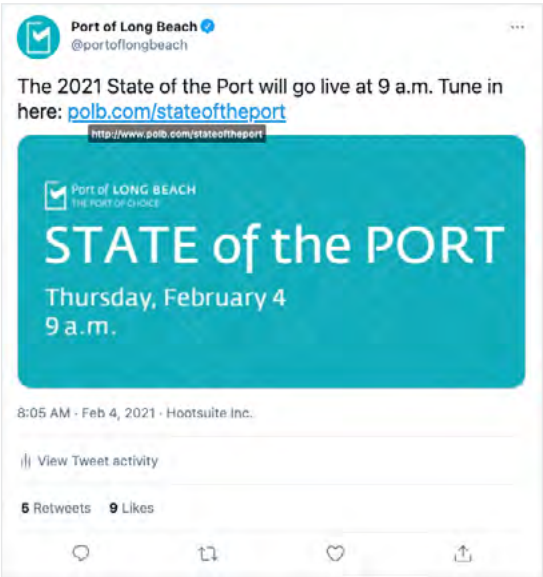 Port of Long Beach
@portoflongbeach
The 2021 State of the Port will go live at 9 a.m. Tune in
here: polb.com/stateoftheport
http://www.polb.com/stateoftheport
Port of LONG BEACH
THE PORT OF CHOICE
STATE of the PORT
Thursday, February 4
9 a.m.
8:05 AM · Feb 4, 2021 · Hootsuite Inc.
View Tweet activity
5 Retweets 9 Likes